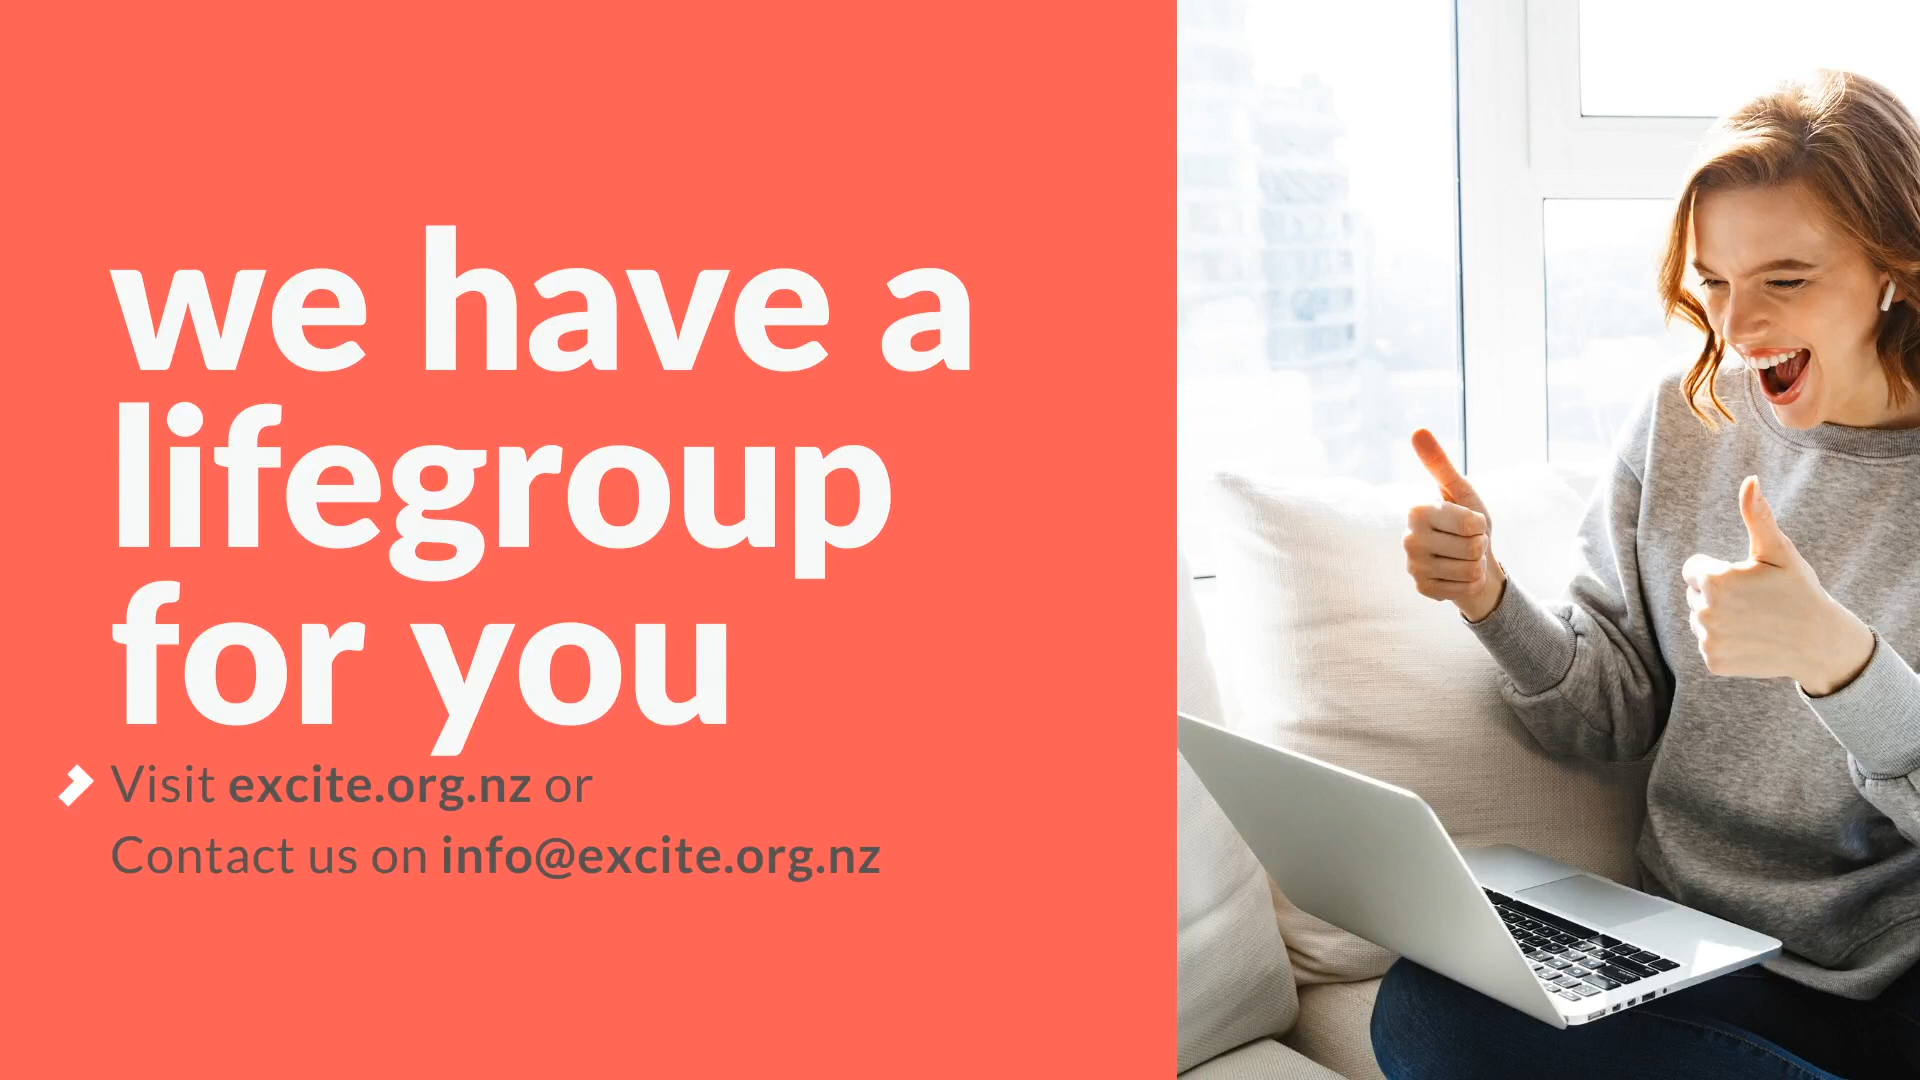 we have a
lifegroup
for you
Visit excite.org.nz or
Contact us on info@excite.org.nz